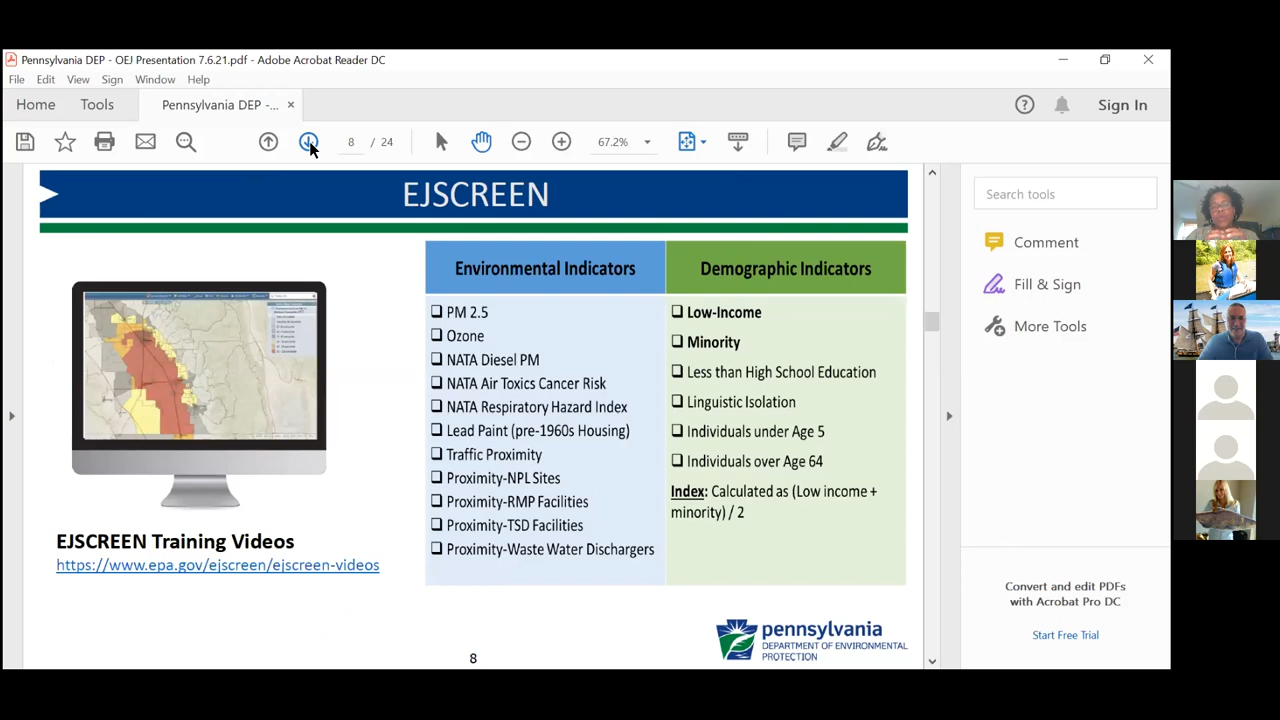 Pennsylvania DEP - OEJ Presentation 7.6.21.pdf - Adobe Acrobat Reader DC
File Edit View Sign Window Help
Home Tools Pennsylvania DEP -... × Sign In
8 / 24 67.2%
EJSCREEN
Search tools
Comment
Fill & Sign
More Tools
Environmental Indicators
PM 2.5
Ozone
NATA Diesel PM
NATA Air Toxics Cancer Risk
NATA Respiratory Hazard Index
Lead Paint (pre-1960s Housing)
Traffic Proximity
Proximity-NPL Sites
Proximity-RMP Facilities
Proximity-TSD Facilities
Proximity-Waste Water Dischargers
Demographic Indicators
Low-Income
Minority
Less than High School Education
Linguistic Isolation
Individuals under Age 5
Individuals over Age 64
Index: Calculated as (Low income +
minority) / 2
EJSCREEN Training Videos
https://www.epa.gov/ejscreen/ejscreen-videos
pennsylvania
DEPARTMENT OF ENVIRONMENTAL
PROTECTION
8
Convert and edit PDFs
with Acrobat Pro DC
Start Free Trial